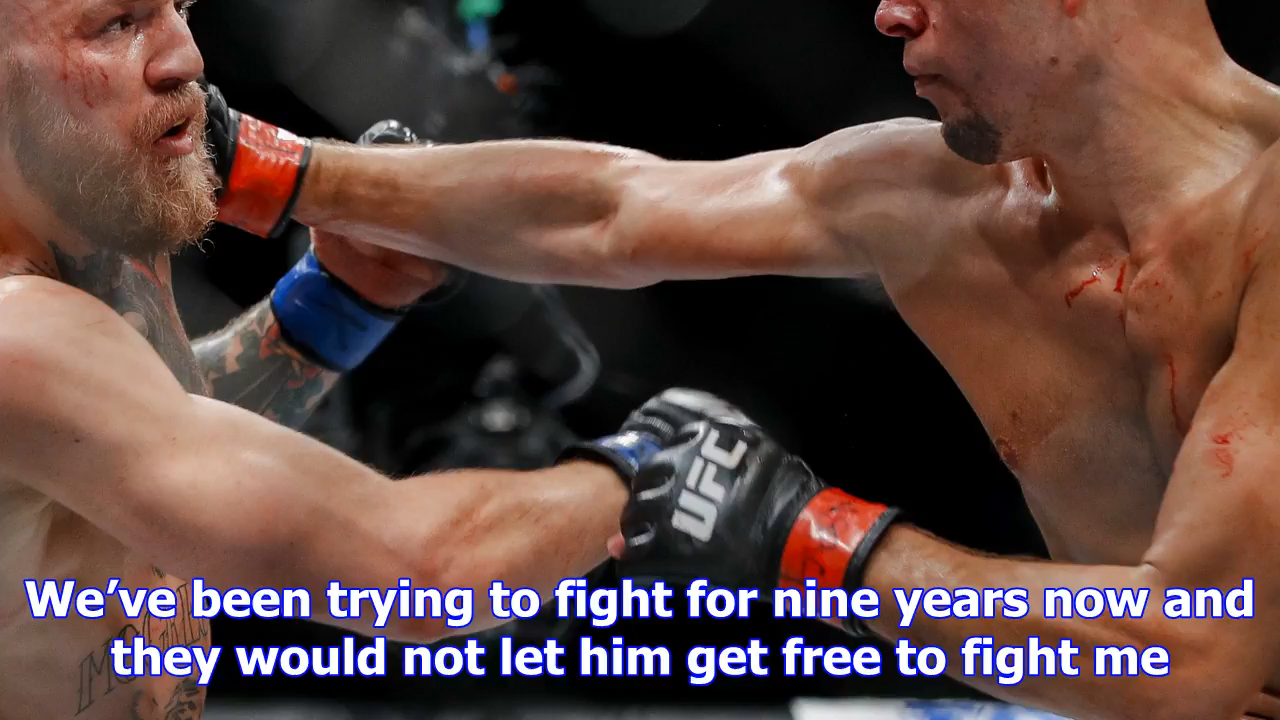 UFC
We’ve been trying to fight for nine years now and
they would not let him get free to fight me